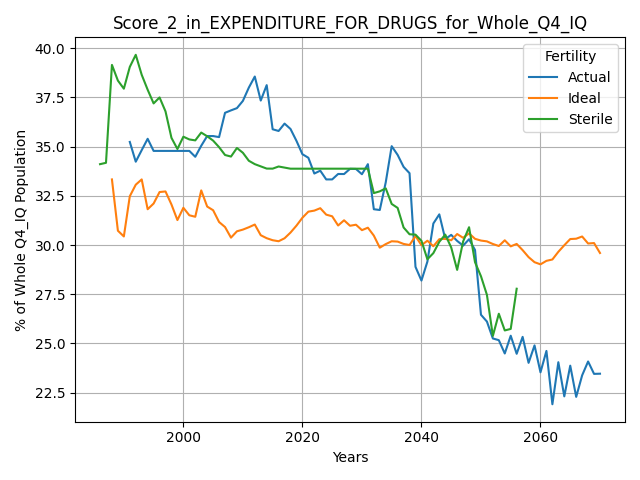 Score_2_in_EXPENDITURE_FOR_DRUGS_for_Whole_Q4_IQ
Fertility
Actual
Ideal
Sterile
% of Whole Q4_IQ Population
40.0
37.5
35.0
32.5
30.0
27.5
25.0
22.5
2000
2020
2040
2060
Years